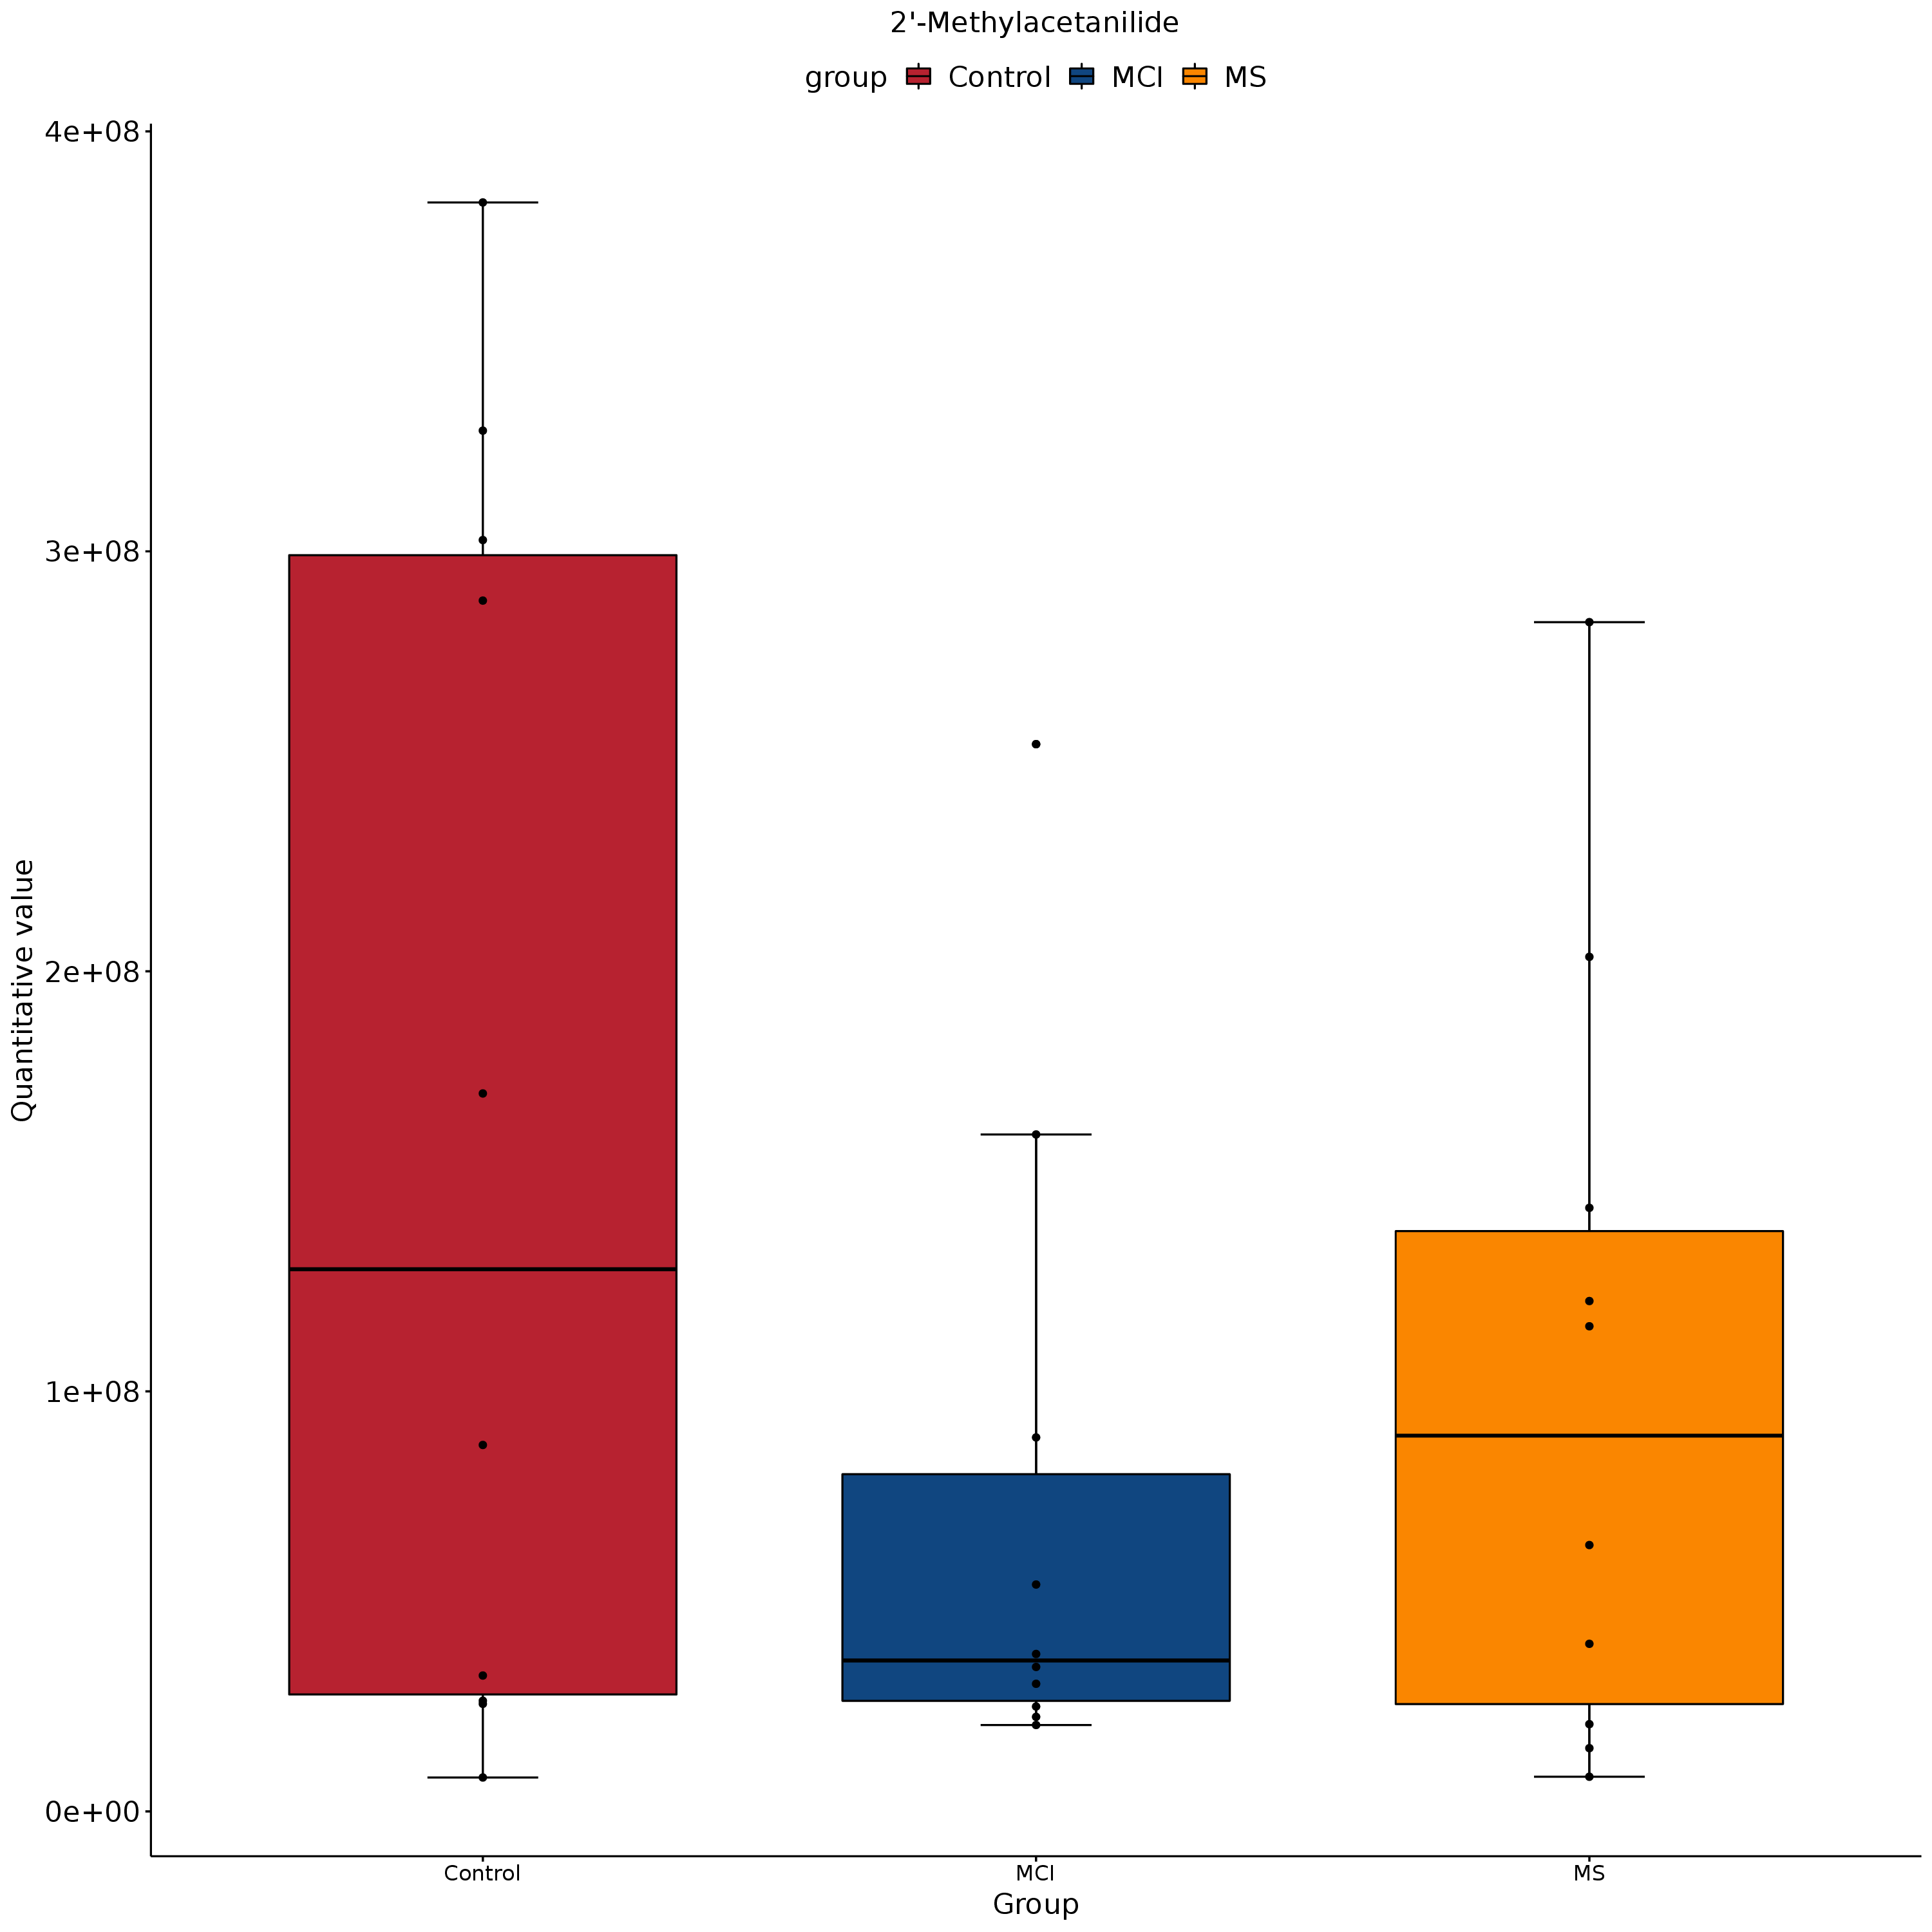 2'-Methylacetanilide
group Control MCI MS
4e+08
3e+08
2e+08
1e+08
0e+00
Quantitative value
Control MCI MS
Group